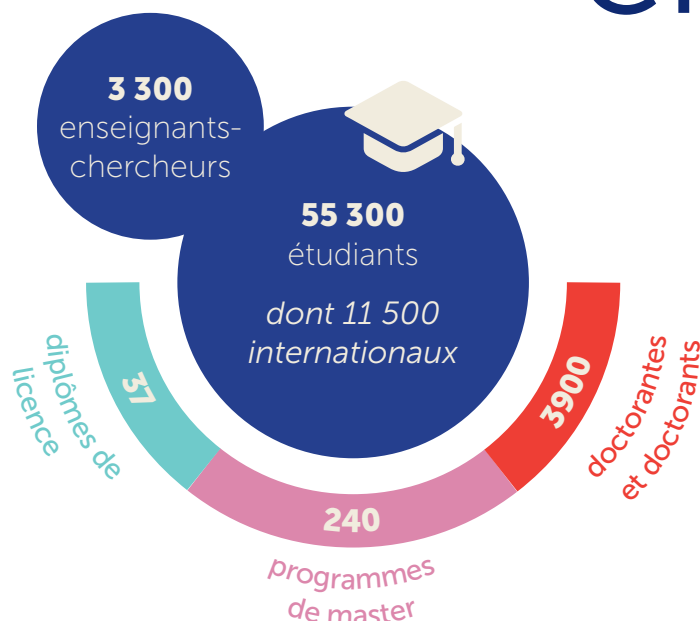 3 300
enseignants-
chercheurs
55 300
étudiants
dont 11 500
internationaux
37
diplômes de
licence
240
programmes
de master
3900
doctorantes
et doctorants